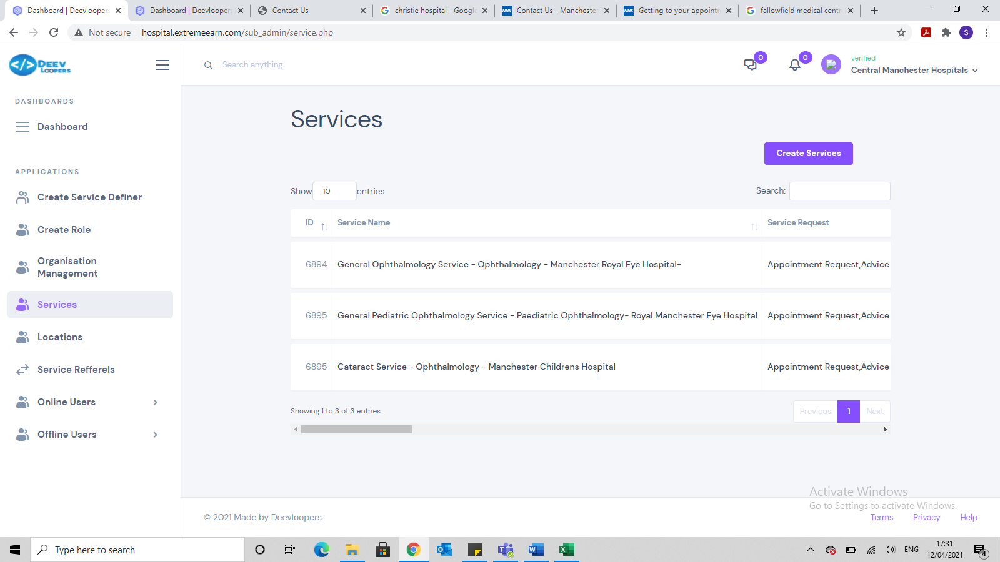 Dashboard | Deevlooper
Dashboard | Deevlooper
Contact Us
christie hospital - Google
Contact Us - Manchester
Getting to your appointm
fallowfield medical cent
Not secure
hospital.extremeearn.com/sub_admin/service.php
S
</> DEEV LOOPERS
Search anything
0
0
verified
Central Manchester Hospitals
DASHBOARDS
Dashboard
APPLICATIONS
Create Service Definer
Create Role
Organisation
Management
Services
Locations
Service Refferels
Online Users
Offline Users
Services
Create Services
Show 10 entries
Search:
ID Service Name Service Request
6894 General Ophthalmology Service - Ophthalmology - Manchester Royal Eye Hospital- Appointment Request,Advice
6895 General Pediatric Ophthalmology Service - Paediatric Ophthalmology- Royal Manchester Eye Hospital Appointment Request,Advice
6895 Cataract Service - Ophthalmology - Manchester Childrens Hospital Appointment Request,Advice
Showing 1 to 3 of 3 entries
Previous 1 Next
Activate Windows
Go to Settings to activate Windows.
© 2021 Made by Deevloopers
Terms Privacy Help
Type here to search
ENG
17:31
12/04/2021
4